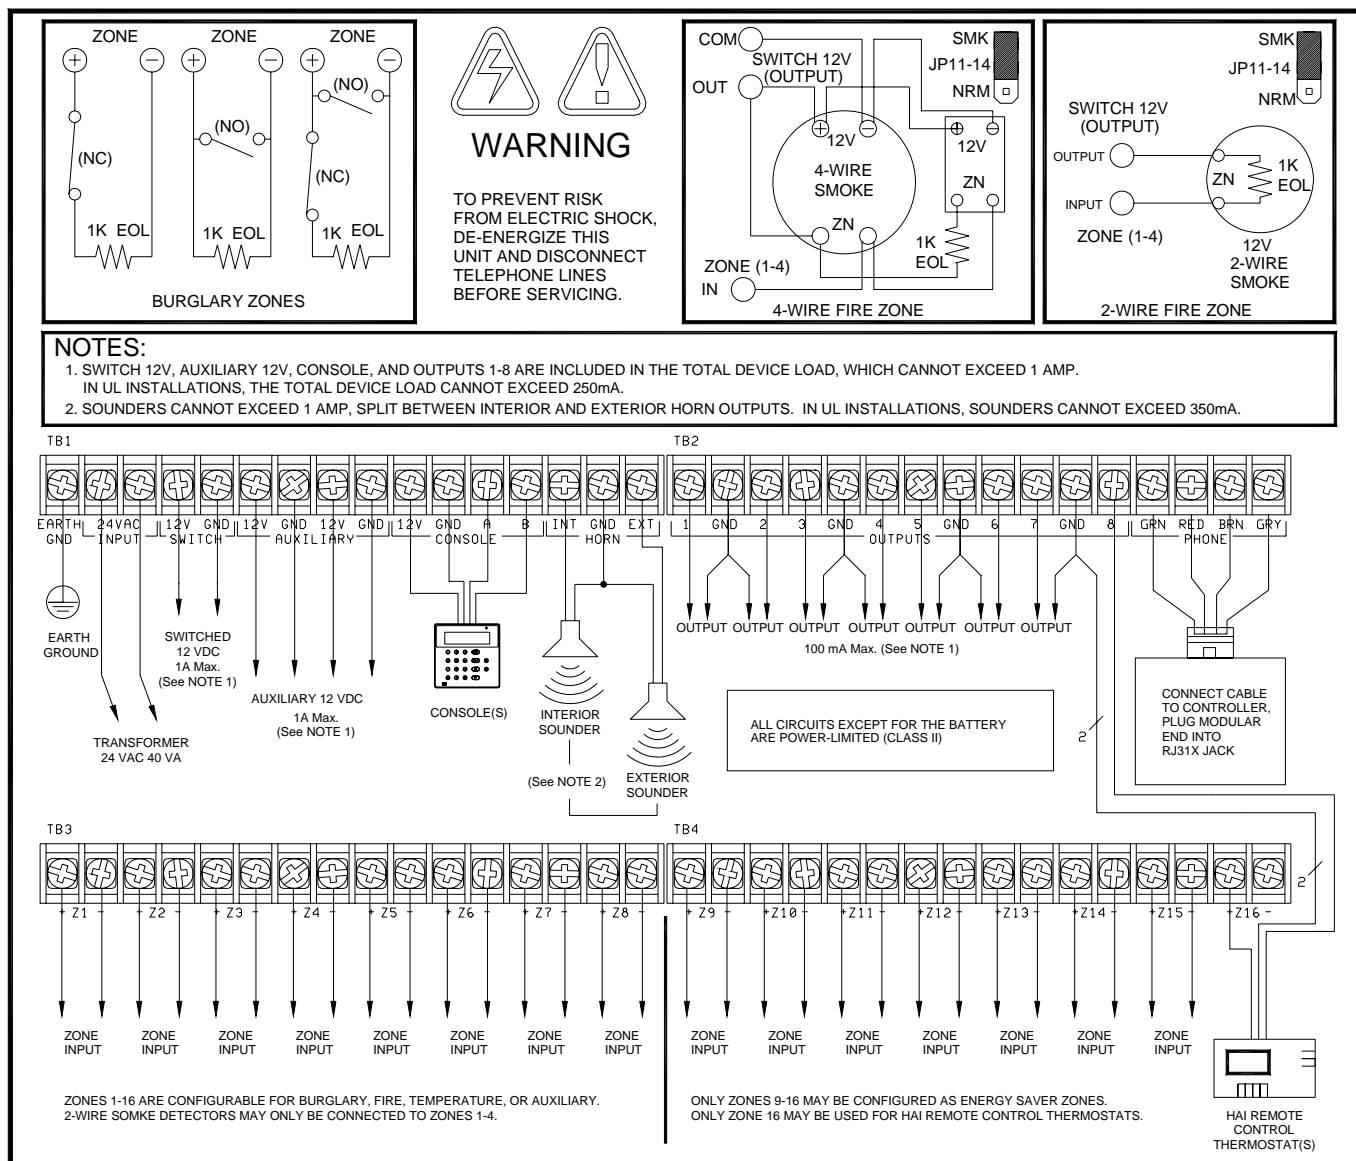 ZONE ZONE ZONE
(NO)
(NO)
(NC)
(NC)
1K EOL 1K EOL 1K EOL
BURGLARY ZONES
WARNING
TO PREVENT RISK
FROM ELECTRIC SHOCK,
DE-ENERGIZE THIS
UNIT AND DISCONNECT
TELEPHONE LINES
BEFORE SERVICING.
COM
SWITCH 12V
(OUTPUT)
OUT
SMK
JP11-14
NRM
12V
12V
4-WIRE
SMOKE
ZN
ZN
1K
EOL
ZONE (1-4)
IN
4-WIRE FIRE ZONE
SMK
JP11-14
NRM
SWITCH 12V
(OUTPUT)
OUTPUT
ZN
1K
EOL
INPUT
ZONE (1-4)
12V
2-WIRE
SMOKE
2-WIRE FIRE ZONE
NOTES:
1. SWITCH 12V, AUXILIARY 12V, CONSOLE, AND OUTPUTS 1-8 ARE INCLUDED IN THE TOTAL DEVICE LOAD, WHICH CANNOT EXCEED 1 AMP.
IN UL INSTALLATIONS, THE TOTAL DEVICE LOAD CANNOT EXCEED 250mA.
2. SOUNDERS CANNOT EXCEED 1 AMP, SPLIT BETWEEN INTERIOR AND EXTERIOR HORN OUTPUTS. IN UL INSTALLATIONS, SOUNDERS CANNOT EXCEED 350mA.
TB1
EARTH 24VAC 12V GND 12V GND 12V GND 12V GND A B INT GND EXT
GND INPUT SWITCH AUXILIARY CONSOLE HORN
TB2
1 GND 2 3 GND 4 5 GND 6 7 GND 8 GRN RED BRN GRY
OUTPUTS PHONE
EARTH
GROUND
SWITCHED
12 VDC
1A Max.
(See NOTE 1)
TRANSFORMER
24 VAC 40 VA
AUXILIARY 12 VDC
1A Max.
(See NOTE 1)
CONSOLE(S)
INTERIOR
SOUNDER
(See NOTE 2)
EXTERIOR
SOUNDER
OUTPUT OUTPUT OUTPUT OUTPUT OUTPUT OUTPUT OUTPUT
100 mA Max. (See NOTE 1)
ALL CIRCUITS EXCEPT FOR THE BATTERY
ARE POWER-LIMITED (CLASS II)
2
CONNECT CABLE
TO CONTROLLER,
PLUG MODULAR
END INTO
RJ31X JACK
TB3
+ Z1 - + Z2 - + Z3 - + Z4 - + Z5 - + Z6 - + Z7 - + Z8 -
TB4
+ Z9 - +Z10 - +Z11 - +Z12 - +Z13 - +Z14 - +Z15 - +Z16 -
2
ZONE ZONE ZONE ZONE ZONE ZONE ZONE ZONE
INPUT INPUT INPUT INPUT INPUT INPUT INPUT INPUT
ZONE ZONE ZONE ZONE ZONE ZONE ZONE
INPUT INPUT INPUT INPUT INPUT INPUT INPUT
ZONES 1-16 ARE CONFIGURABLE FOR BURGLARY, FIRE, TEMPERATURE, OR AUXILIARY.
2-WIRE SOMKE DETECTORS MAY ONLY BE CONNECTED TO ZONES 1-4.
ONLY ZONES 9-16 MAY BE CONFIGURED AS ENERGY SAVER ZONES.
ONLY ZONE 16 MAY BE USED FOR HAI REMOTE CONTROL THERMOSTATS.
HAI REMOTE
CONTROL
THERMOSTAT(S)